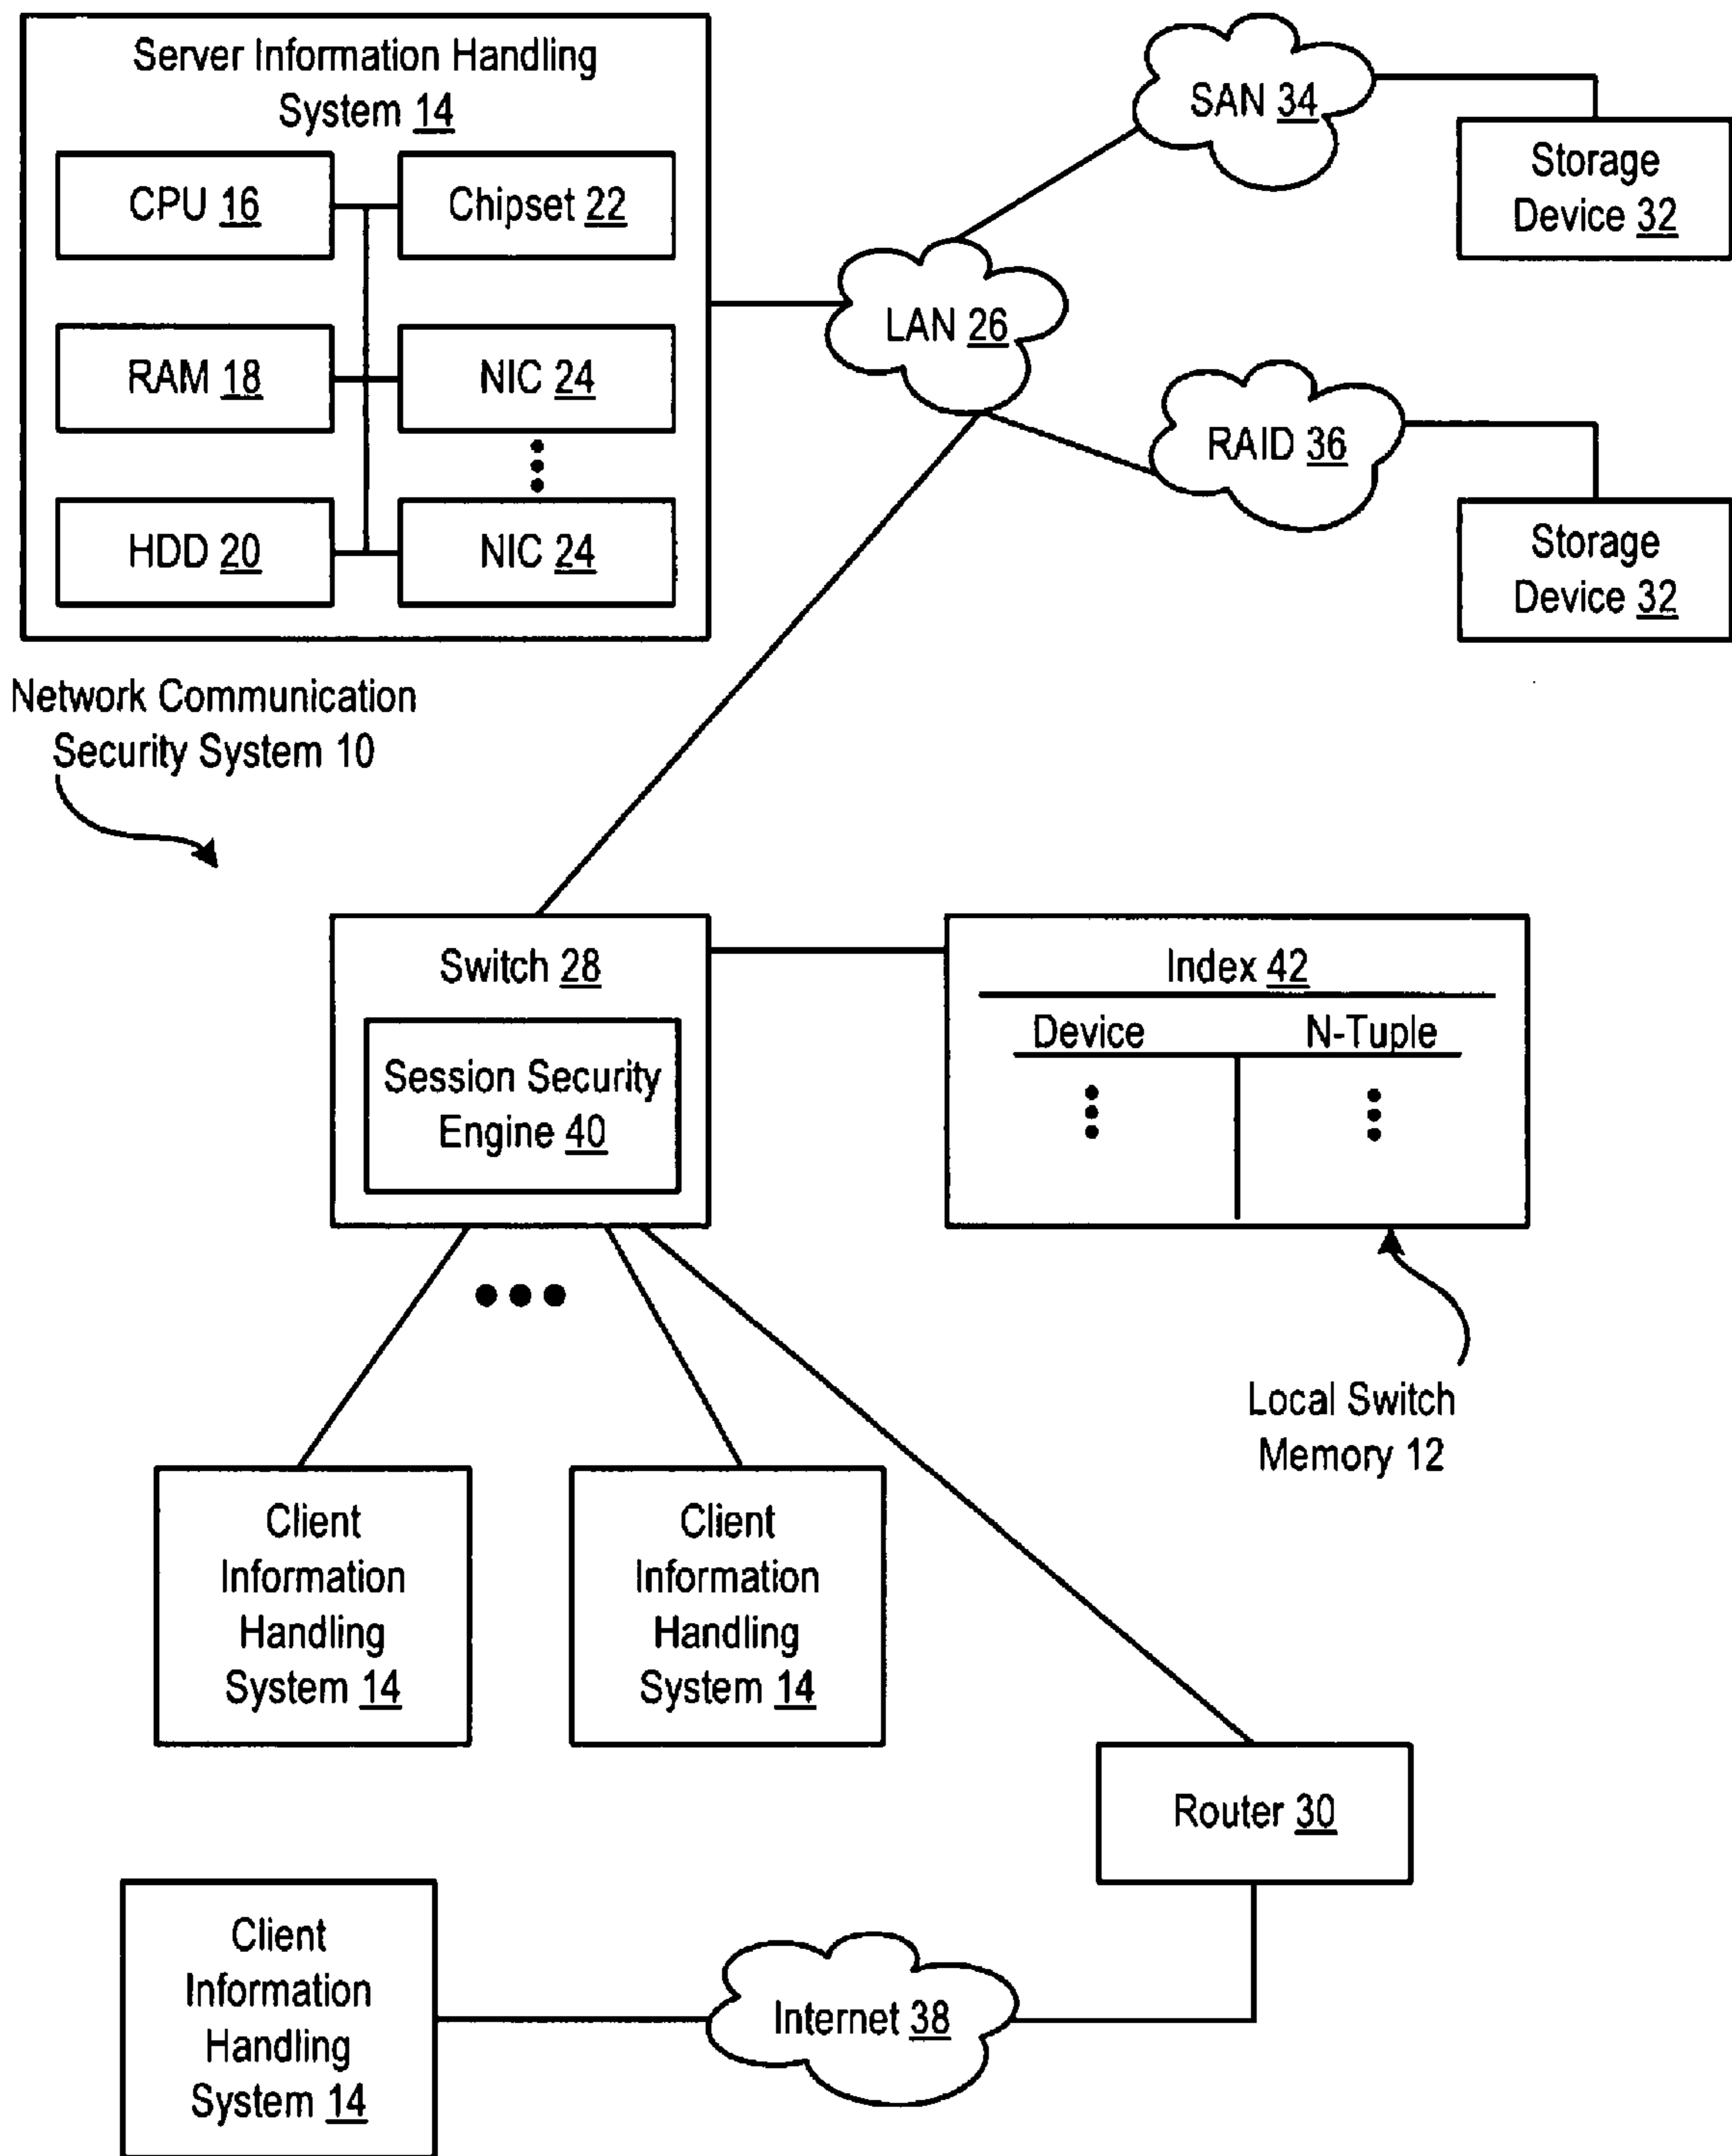 Server Information Handling
System 14
CPU 16
Chipset 22
RAM 18
NIC 24
HDD 20
NIC 24
SAN 34
Storage
Device 32
LAN 26
RAID 36
Storage
Device 32
Network Communication
Security System 10
Switch 28
Session Security
Engine 40
Index 42
Device
N-Tuple
Local Switch
Memory 12
Client
Information
Handling
System 14
Client
Information
Handling
System 14
Router 30
Client
Information
Handling
System 14
Internet 38